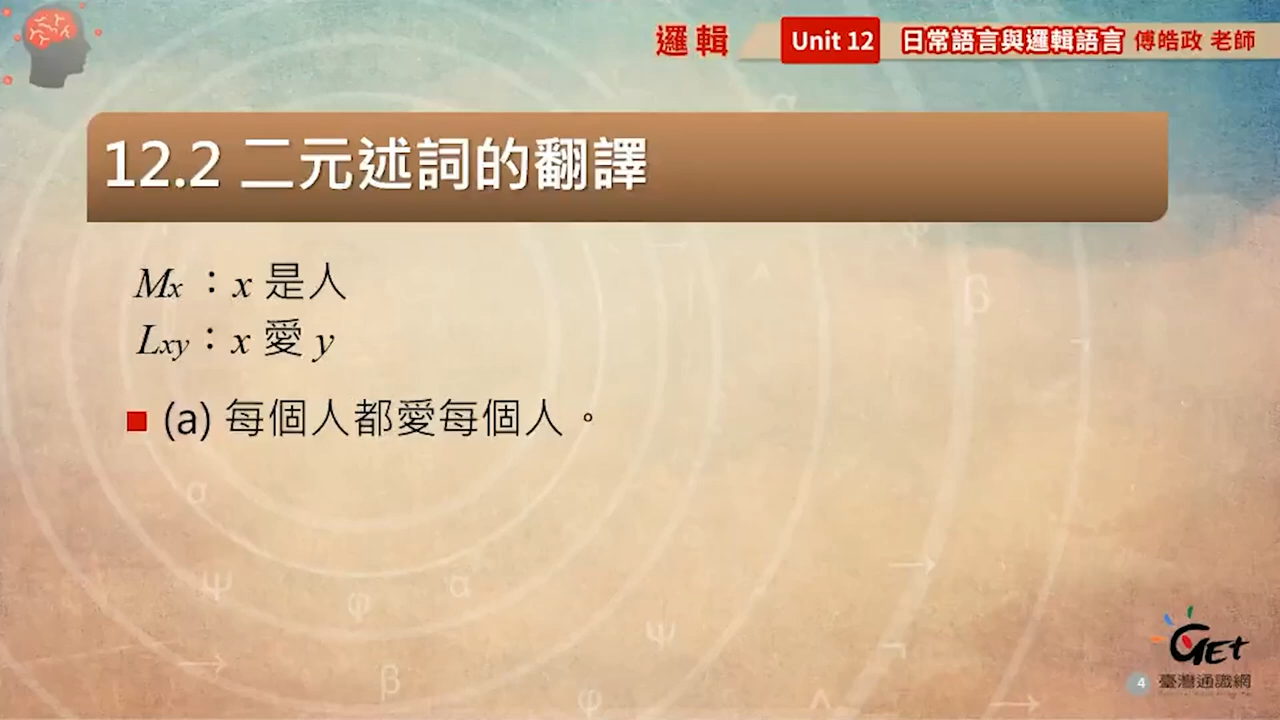 邏輯 Unit 12 日常語言與邏輯語言 傅皓政 老師
12.2 二元述詞的翻譯
Mx：x 是人
Lxy：x 愛 y
(a) 每個人都愛每個人。
GET
4 臺灣通識網